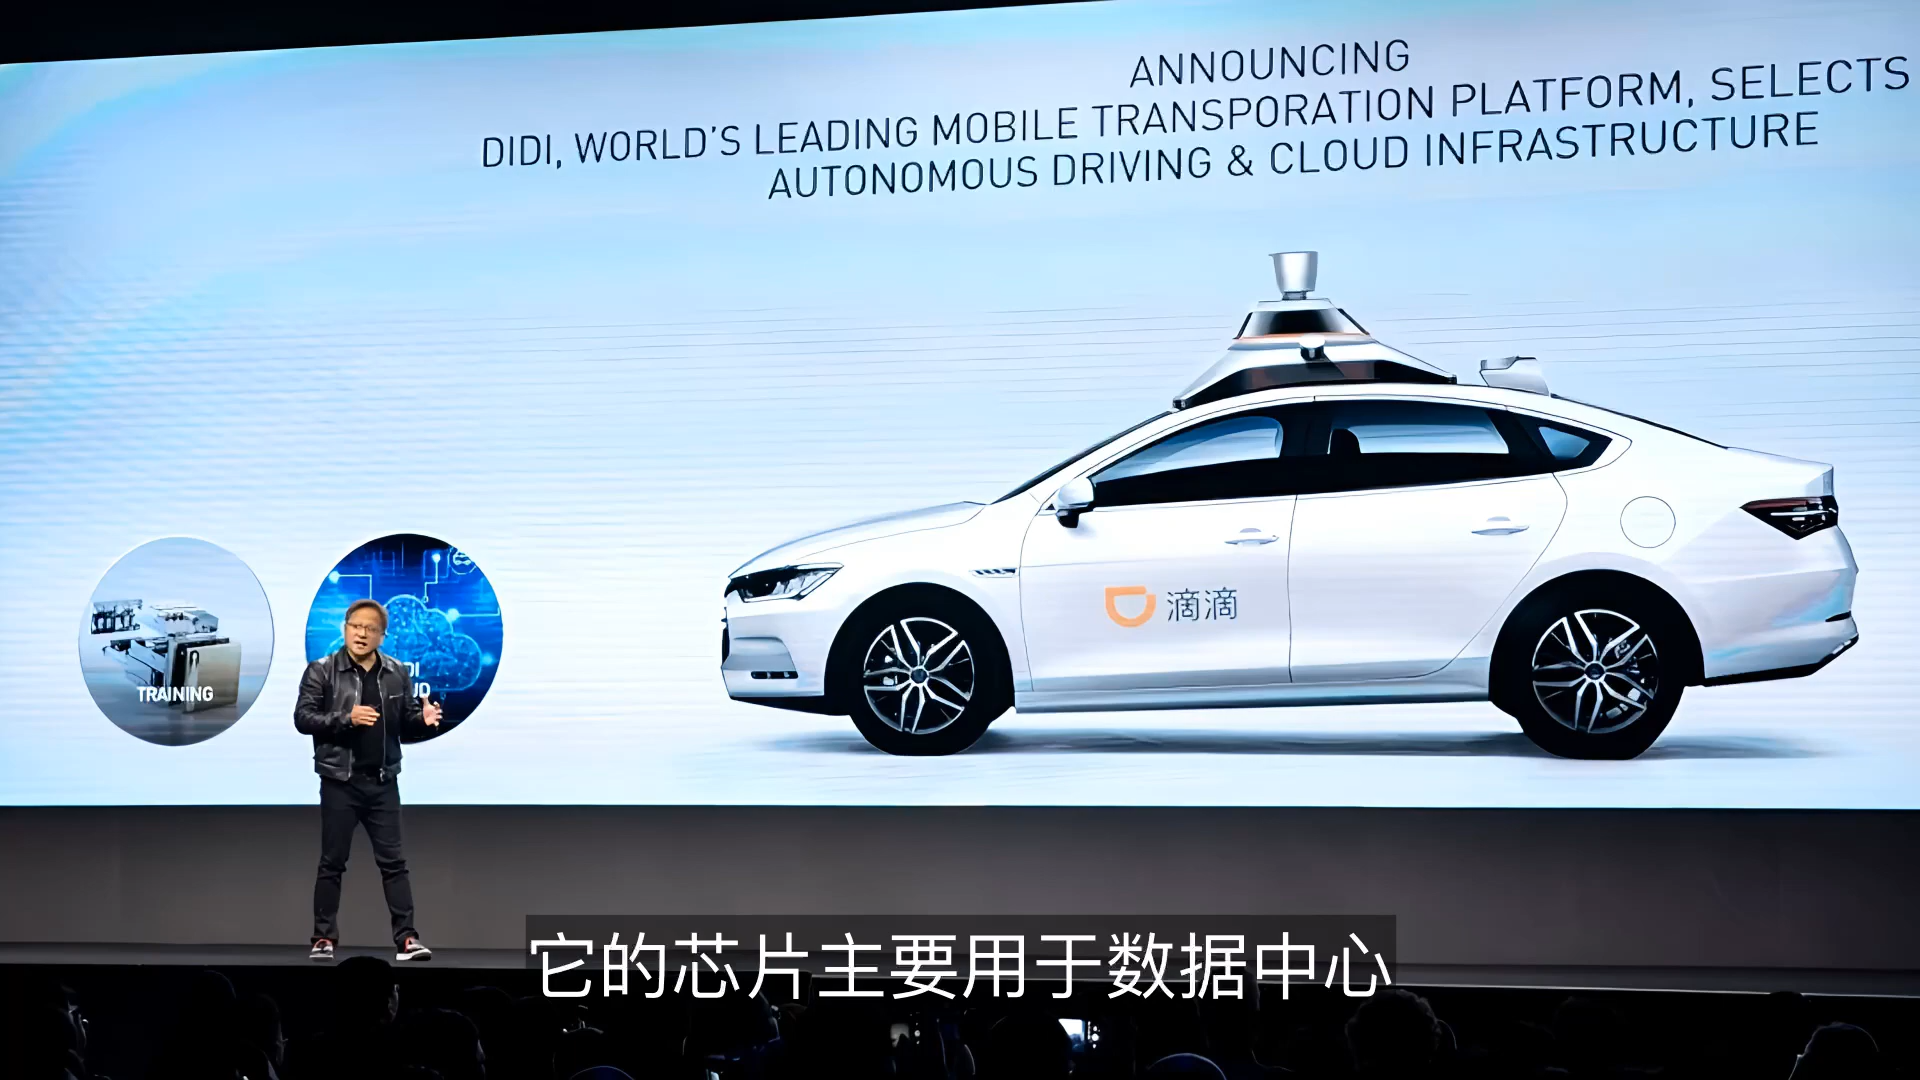 ANNOUNCING
DIDI, WORLD'S LEADING MOBILE TRANSPORATION PLATFORM, SELECTS
AUTONOMOUS DRIVING & CLOUD INFRASTRUCTURE
滴滴
TRAINING
它的芯片主要用于数据中心